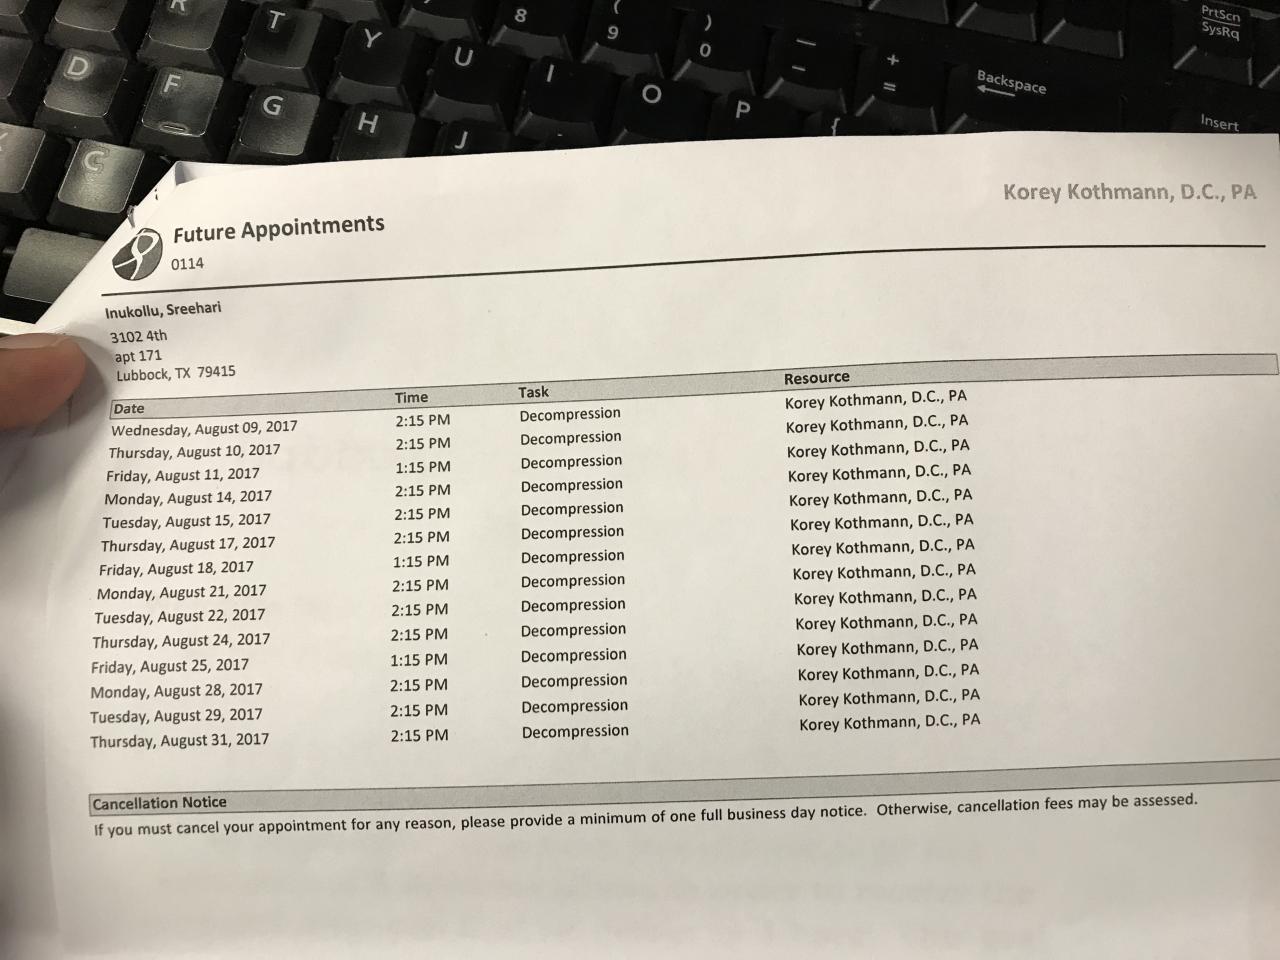 R T Y U I O P
8
( 9
) 0
— -
+ =
{
Backspace
PrtScn
SysRq
Insert
D F G H J
C
Korey Kothmann, D.C., PA
Future Appointments
0114
Inukollu, Sreehari
3102 4th
apt 171
Lubbock, TX 79415
Date Time Task Resource
Wednesday, August 09, 2017 2:15 PM Decompression Korey Kothmann, D.C., PA
Thursday, August 10, 2017 2:15 PM Decompression Korey Kothmann, D.C., PA
Friday, August 11, 2017 1:15 PM Decompression Korey Kothmann, D.C., PA
Monday, August 14, 2017 2:15 PM Decompression Korey Kothmann, D.C., PA
Tuesday, August 15, 2017 2:15 PM Decompression Korey Kothmann, D.C., PA
Thursday, August 17, 2017 2:15 PM Decompression Korey Kothmann, D.C., PA
Friday, August 18, 2017 1:15 PM Decompression Korey Kothmann, D.C., PA
Monday, August 21, 2017 2:15 PM Decompression Korey Kothmann, D.C., PA
Tuesday, August 22, 2017 2:15 PM Decompression Korey Kothmann, D.C., PA
Thursday, August 24, 2017 2:15 PM Decompression Korey Kothmann, D.C., PA
Friday, August 25, 2017 1:15 PM Decompression Korey Kothmann, D.C., PA
Monday, August 28, 2017 2:15 PM Decompression Korey Kothmann, D.C., PA
Tuesday, August 29, 2017 2:15 PM Decompression Korey Kothmann, D.C., PA
Thursday, August 31, 2017 2:15 PM Decompression Korey Kothmann, D.C., PA
Cancellation Notice
If you must cancel your appointment for any reason, please provide a minimum of one full business day notice. Otherwise, cancellation fees may be assessed.